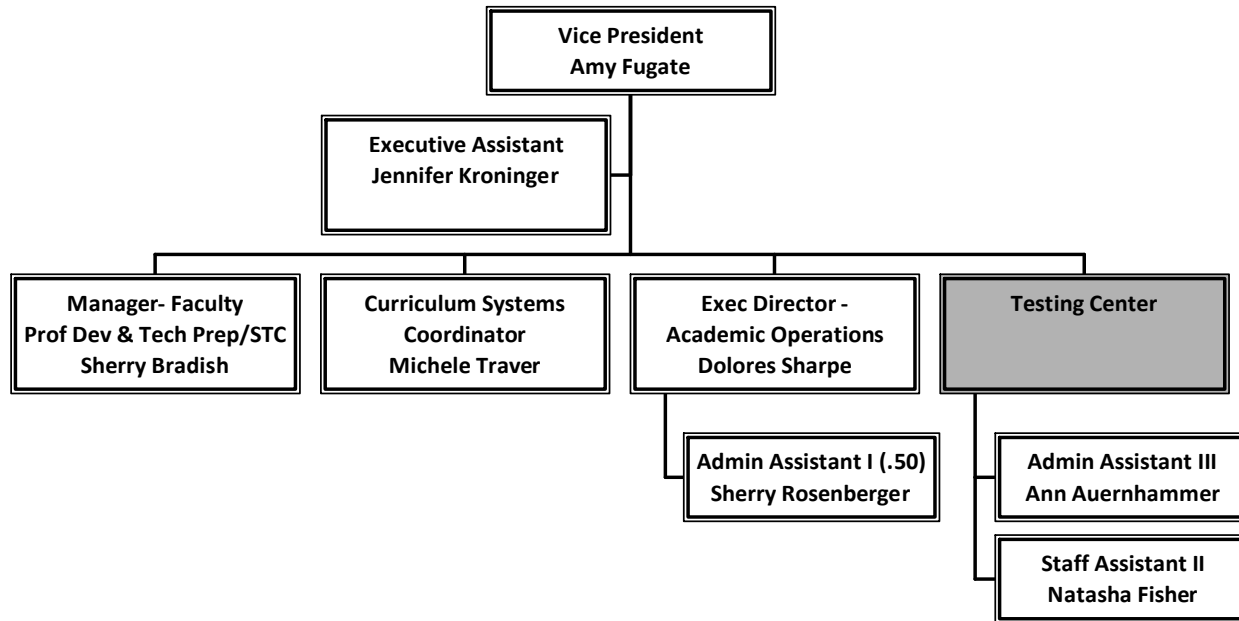 Vice President
Amy Fugate
Executive Assistant
Jennifer Kroninger
Manager- Faculty
Prof Dev & Tech Prep/STC
Sherry Bradish
Curriculum Systems
Coordinator
Michele Traver
Exec Director -
Academic Operations
Dolores Sharpe
Testing Center
Admin Assistant I (.50)
Sherry Rosenberger
Admin Assistant III
Ann Auernhammer
Staff Assistant II
Natasha Fisher